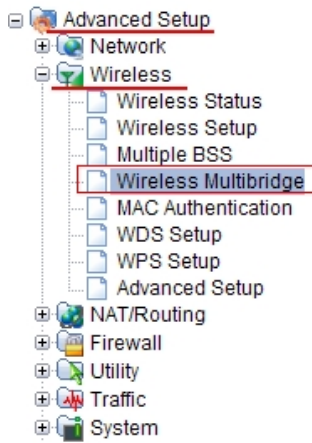 Advanced Setup
Network
Wireless
Wireless Status
Wireless Setup
Multiple BSS
Wireless Multibridge
MAC Authentication
WDS Setup
WPS Setup
Advanced Setup
NAT/Routing
Firewall
Utility
Traffic
System